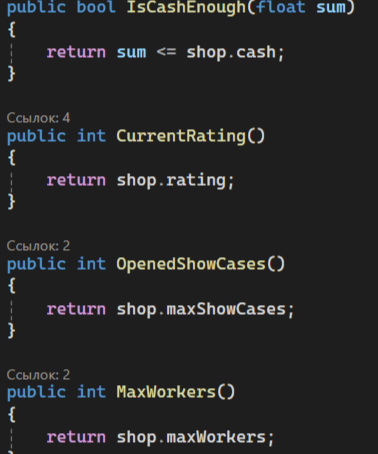 public bool IsCashEnough(float sum)
{
return sum <= shop.cash;
}
Ссылок: 4
public int CurrentRating()
{
return shop.rating;
}
Ссылок: 2
public int OpenedShowCases()
{
return shop.maxShowCases;
}
Ссылок: 2
public int MaxWorkers()
{
return shop.maxWorkers;